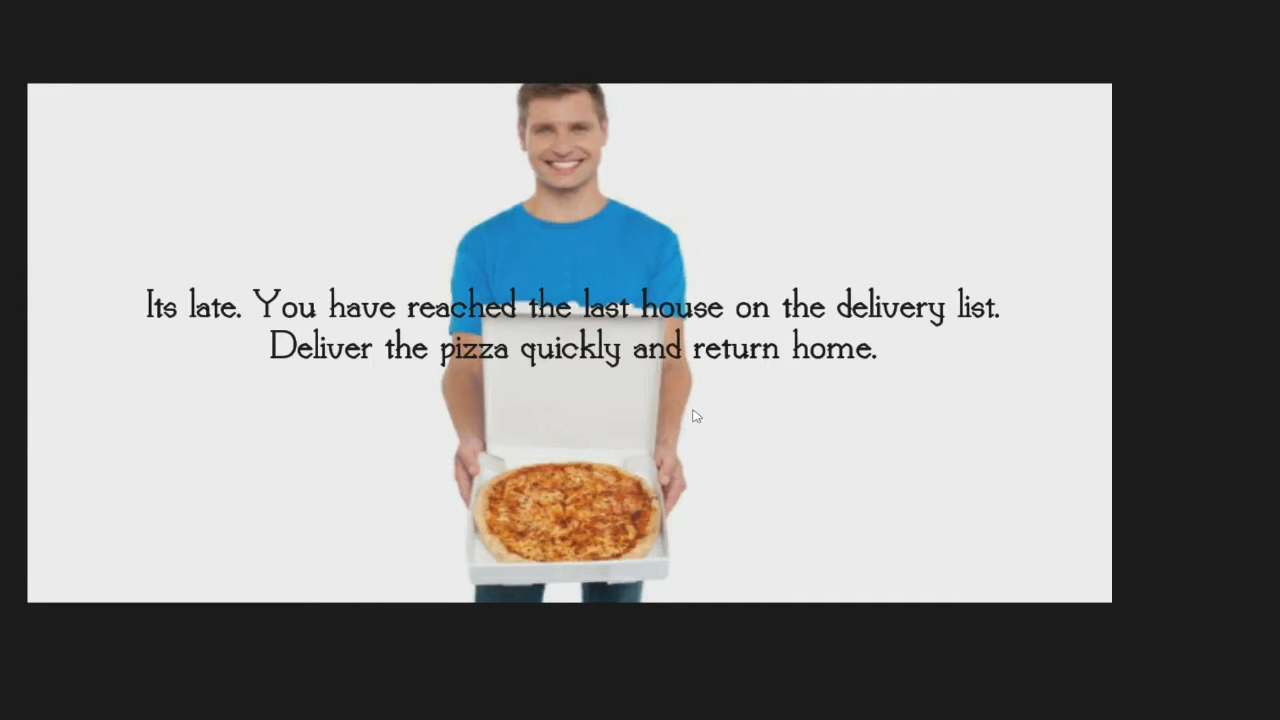 Its late. You have reached the last house on the delivery list.
Deliver the pizza quickly and return home.